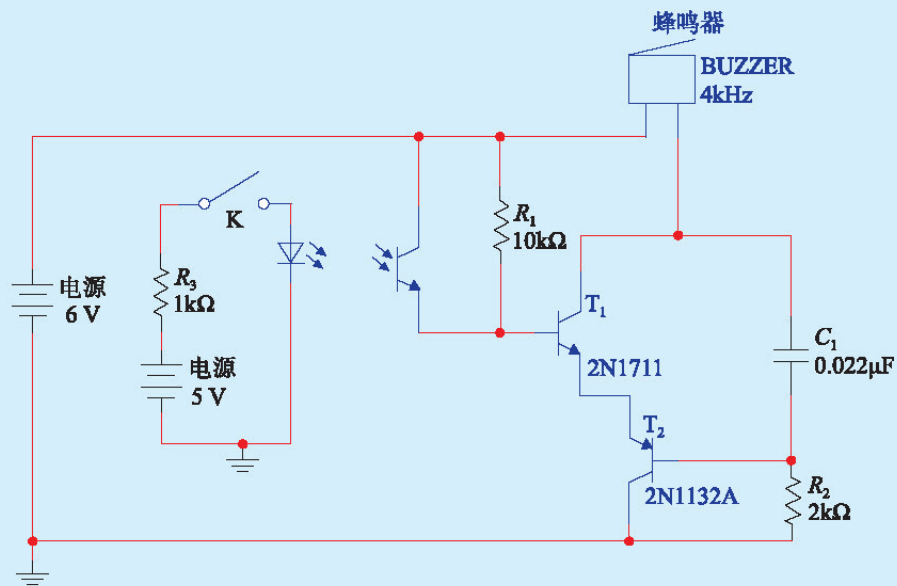 蜂鸣器
BUZZER
4kHz
K
R₁
10kΩ
电源
6 V
R₃
1kΩ
T₁
C₁
0.022μF
电源
5 V
2N1711
T₂
2N1132A
R₂
2kΩ